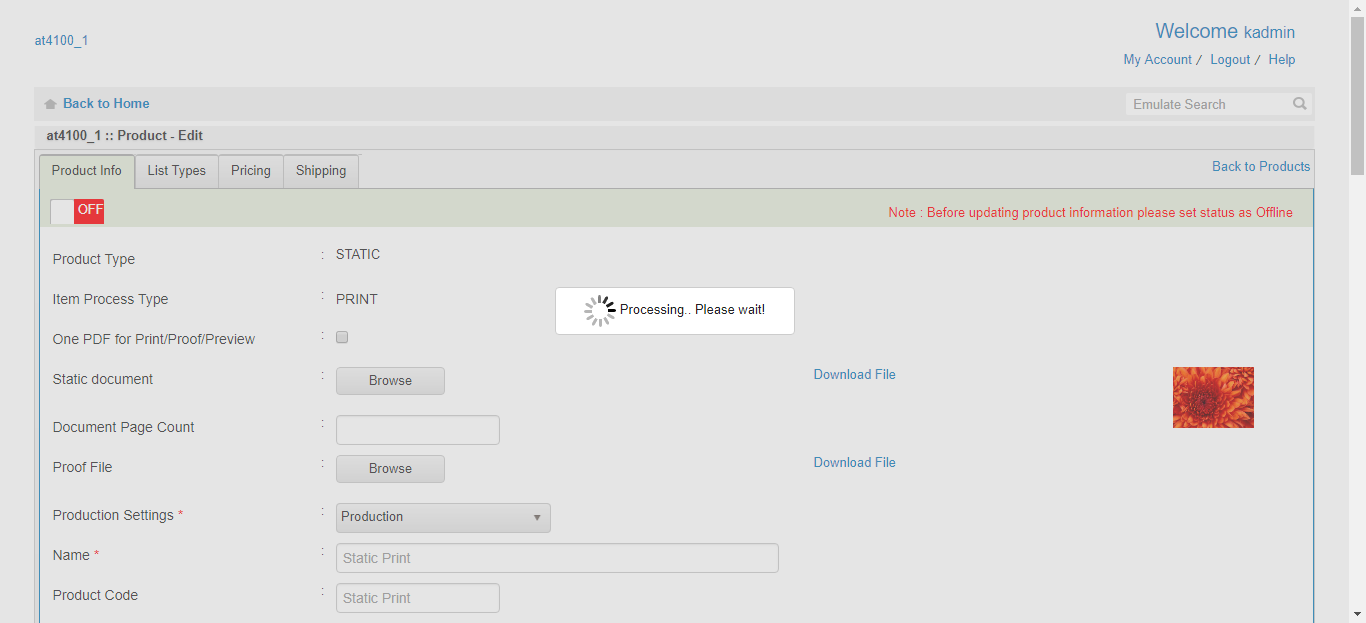 at4100_1
Welcome kadmin
My Account / Logout / Help
Back to Home
Emulate Search
at4100_1 :: Product - Edit
Product Info List Types Pricing Shipping
Back to Products
OFF
Note : Before updating product information please set status as Offline
Product Type : STATIC
Item Process Type : PRINT
Processing.. Please wait!
One PDF for Print/Proof/Preview :
Static document : Browse Download File
Document Page Count :
Proof File : Browse Download File
Production Settings * : Production
Name * : Static Print
Product Code : Static Print